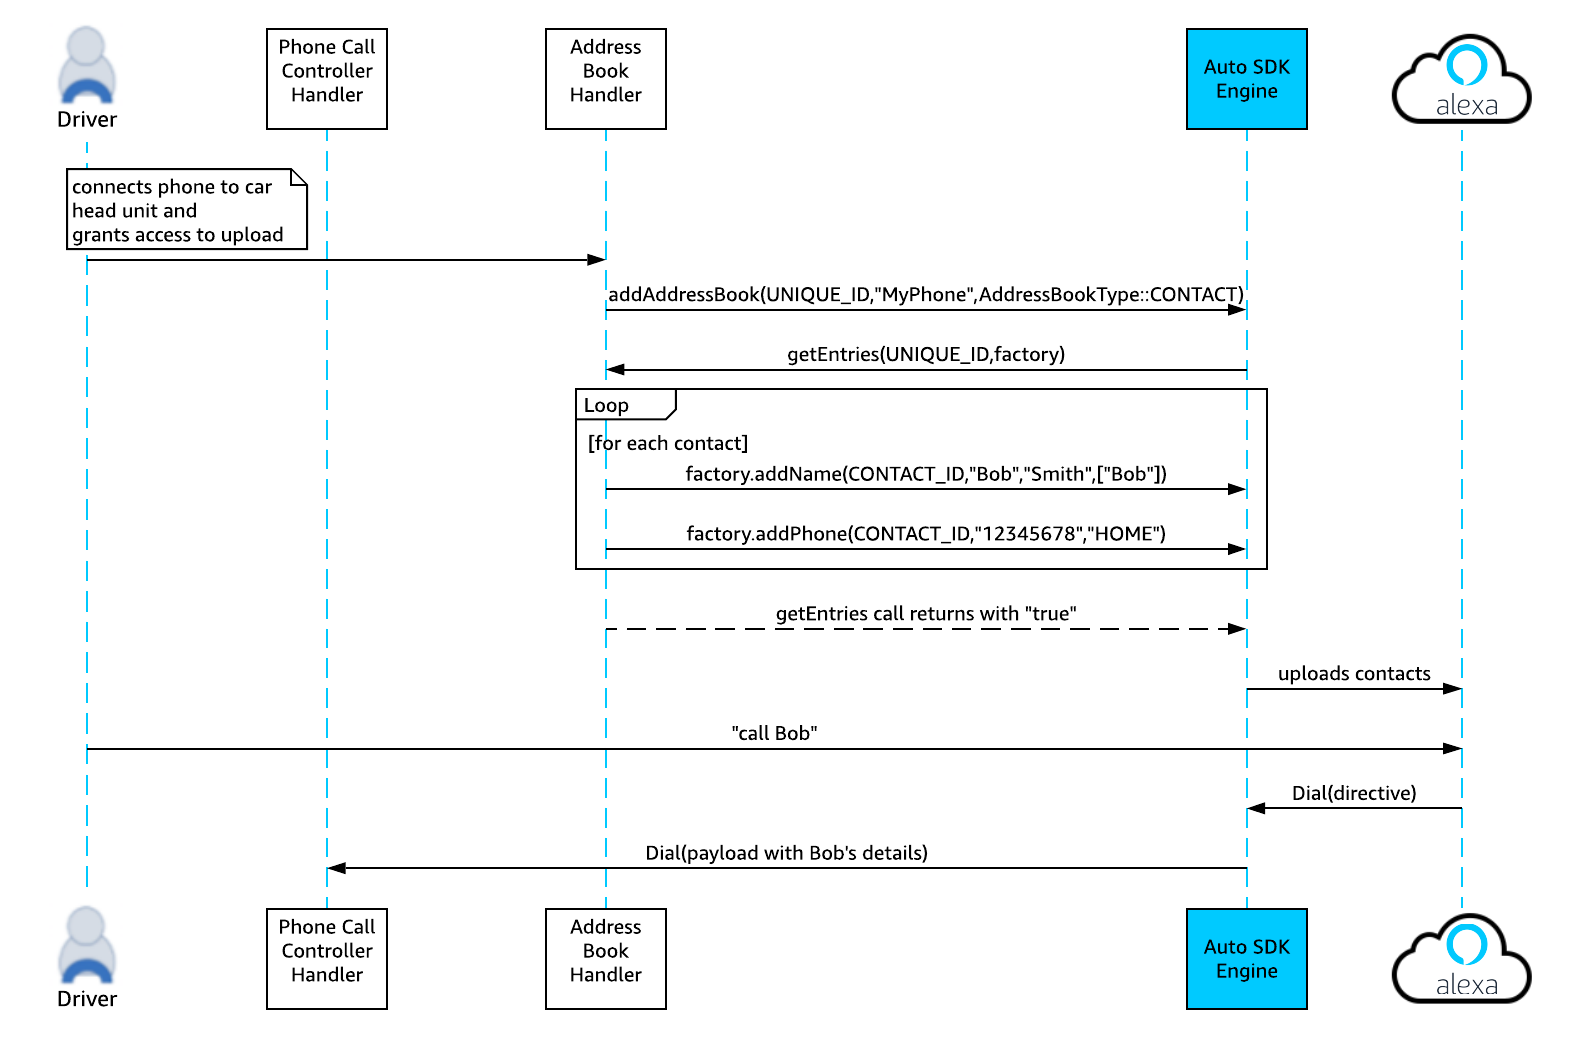 Driver
Phone Call
Controller
Handler
Address
Book
Handler
Auto SDK
Engine
alexa
connects phone to car
head unit and
grants access to upload
addAddressBook(UNIQUE_ID,"MyPhone",AddressBookType::CONTACT)
getEntries(UNIQUE_ID,factory)
Loop
[for each contact]
factory.addName(CONTACT_ID,"Bob","Smith",["Bob"])
factory.addPhone(CONTACT_ID,"12345678","HOME")
getEntries call returns with "true"
uploads contacts
"call Bob"
Dial(directive)
Dial(payload with Bob's details)
Driver
Phone Call
Controller
Handler
Address
Book
Handler
Auto SDK
Engine
alexa